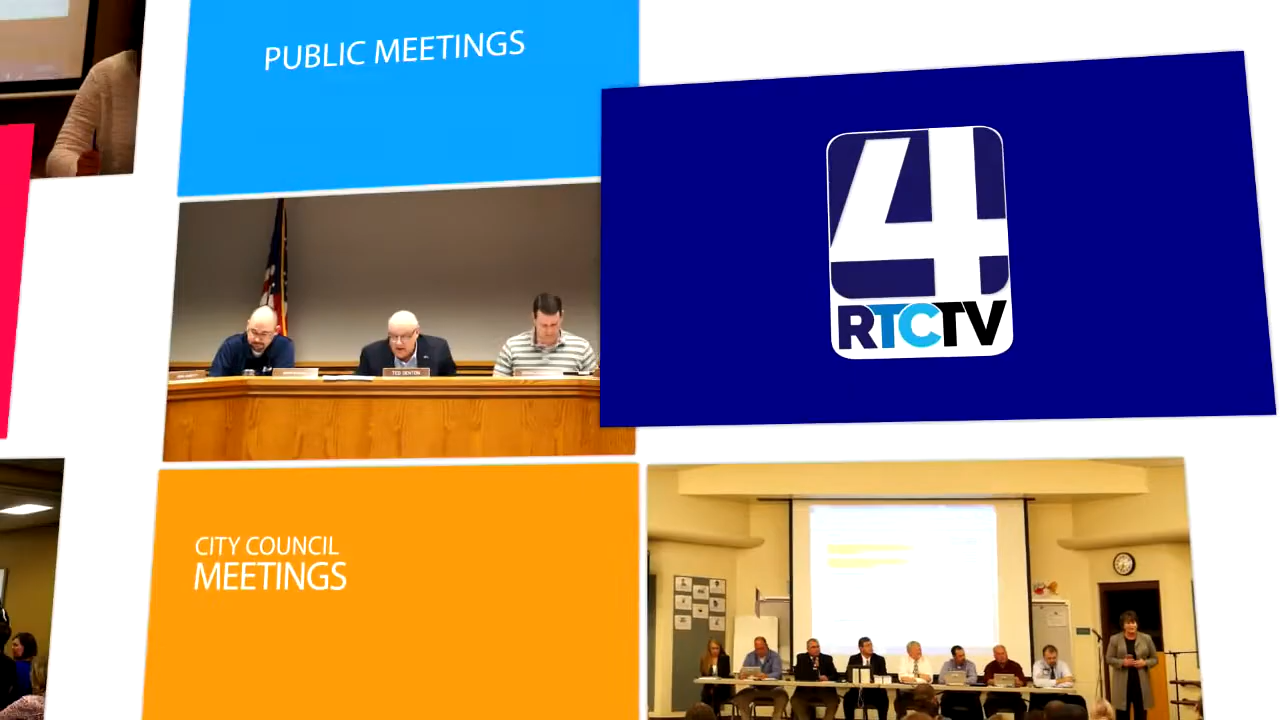 PUBLIC MEETINGS
4
RTCTV
TED DENTON
CITY COUNCIL
MEETINGS